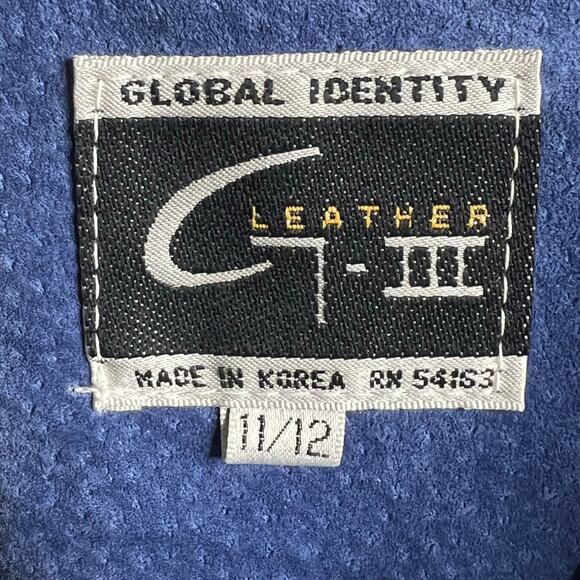 GLOBAL IDENTITY
LEATHER
G-III
MADE IN KOREA RN 54163
11/12